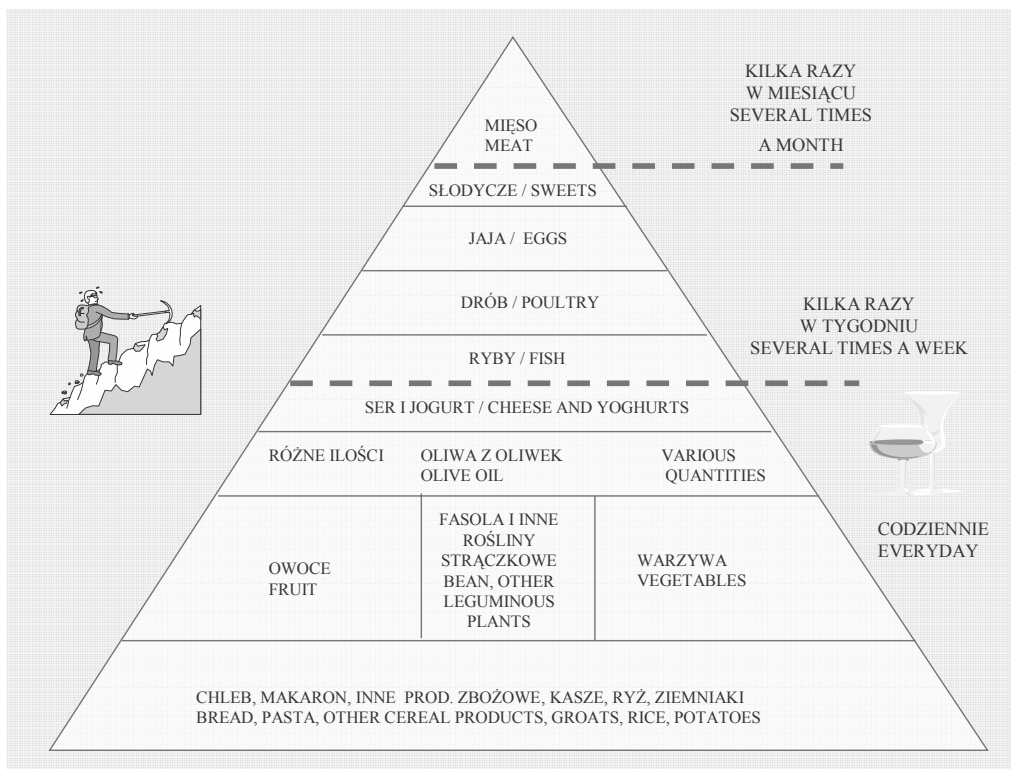 KILKA RAZY
W MIESIĄCU
SEVERAL TIMES
A MONTH
MIĘSO
MEAT
SŁODYCZE / SWEETS
JAJA / EGGS
DRÓB / POULTRY
KILKA RAZY
W TYGODNIU
SEVERAL TIMES A WEEK
RYBY / FISH
SER I JOGURT / CHEESE AND YOGHURTS
RÓŻNE ILOŚCI
OLIWA Z OLIWEK
OLIVE OIL
VARIOUS
QUANTITIES
CODZIENNIE
EVERYDAY
OWOCE
FRUIT
FASOLA I INNE
ROŚLINY
STRĄCZKOWE
BEAN, OTHER
LEGUMINOUS
PLANTS
WARZYWA
VEGETABLES
CHLEB, MAKARON, INNE PROD. ZBOŻOWE, KASZE, RYŻ, ZIEMNIAKI
BREAD, PASTA, OTHER CEREAL PRODUCTS, GROATS, RICE, POTATOES